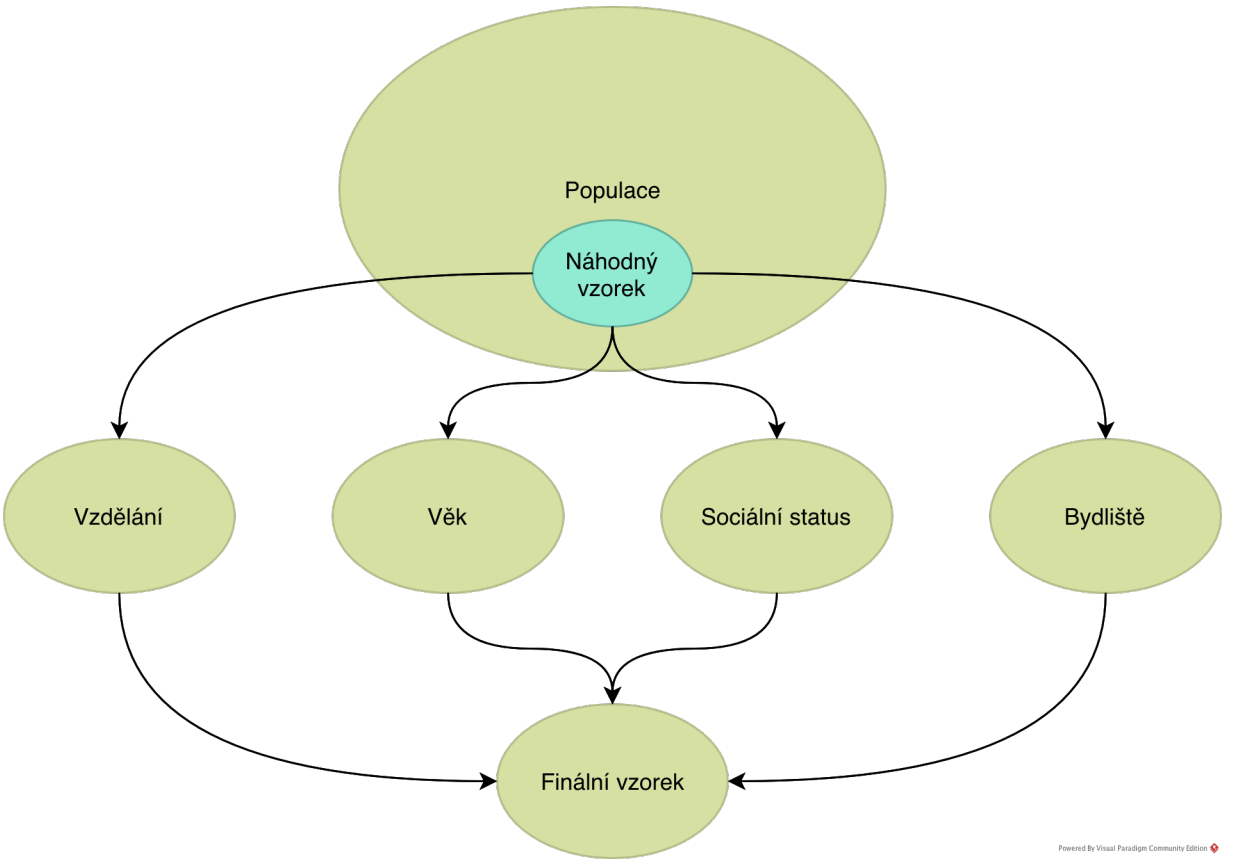 Populace
Náhodný
vzorek
Vzdělání
Věk
Sociální status
Bydliště
Finální vzorek
Powered By Visual Paradigm Community Edition